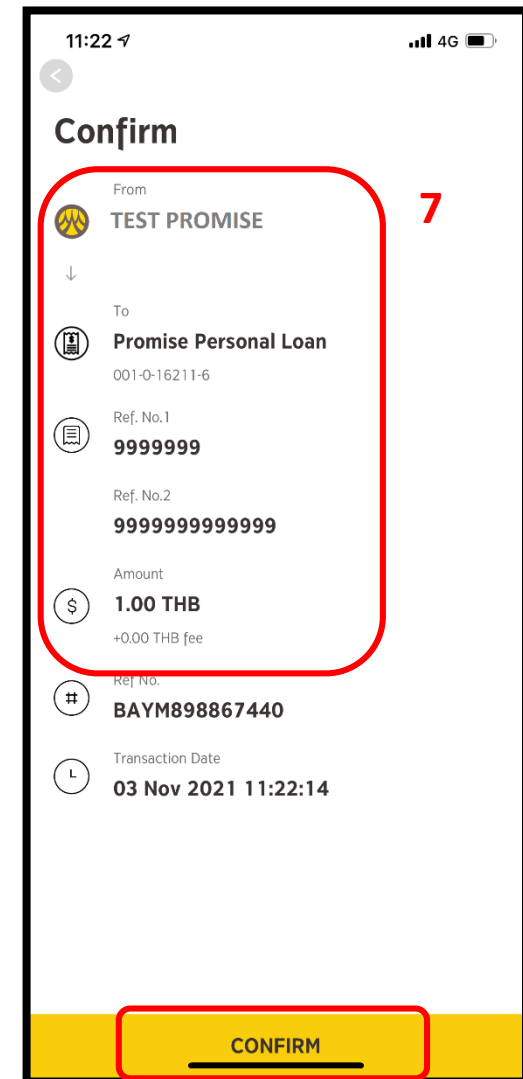 11:22 4G
Confirm
From
7
TEST PROMISE
To
Promise Personal Loan
001-0-16211-6
Ref. No.1
9999999
Ref. No.2
9999999999999
Amount
1.00 THB
+0.00 THB fee
Ref No.
BAYM898867440
Transaction Date
03 Nov 2021 11:22:14
CONFIRM